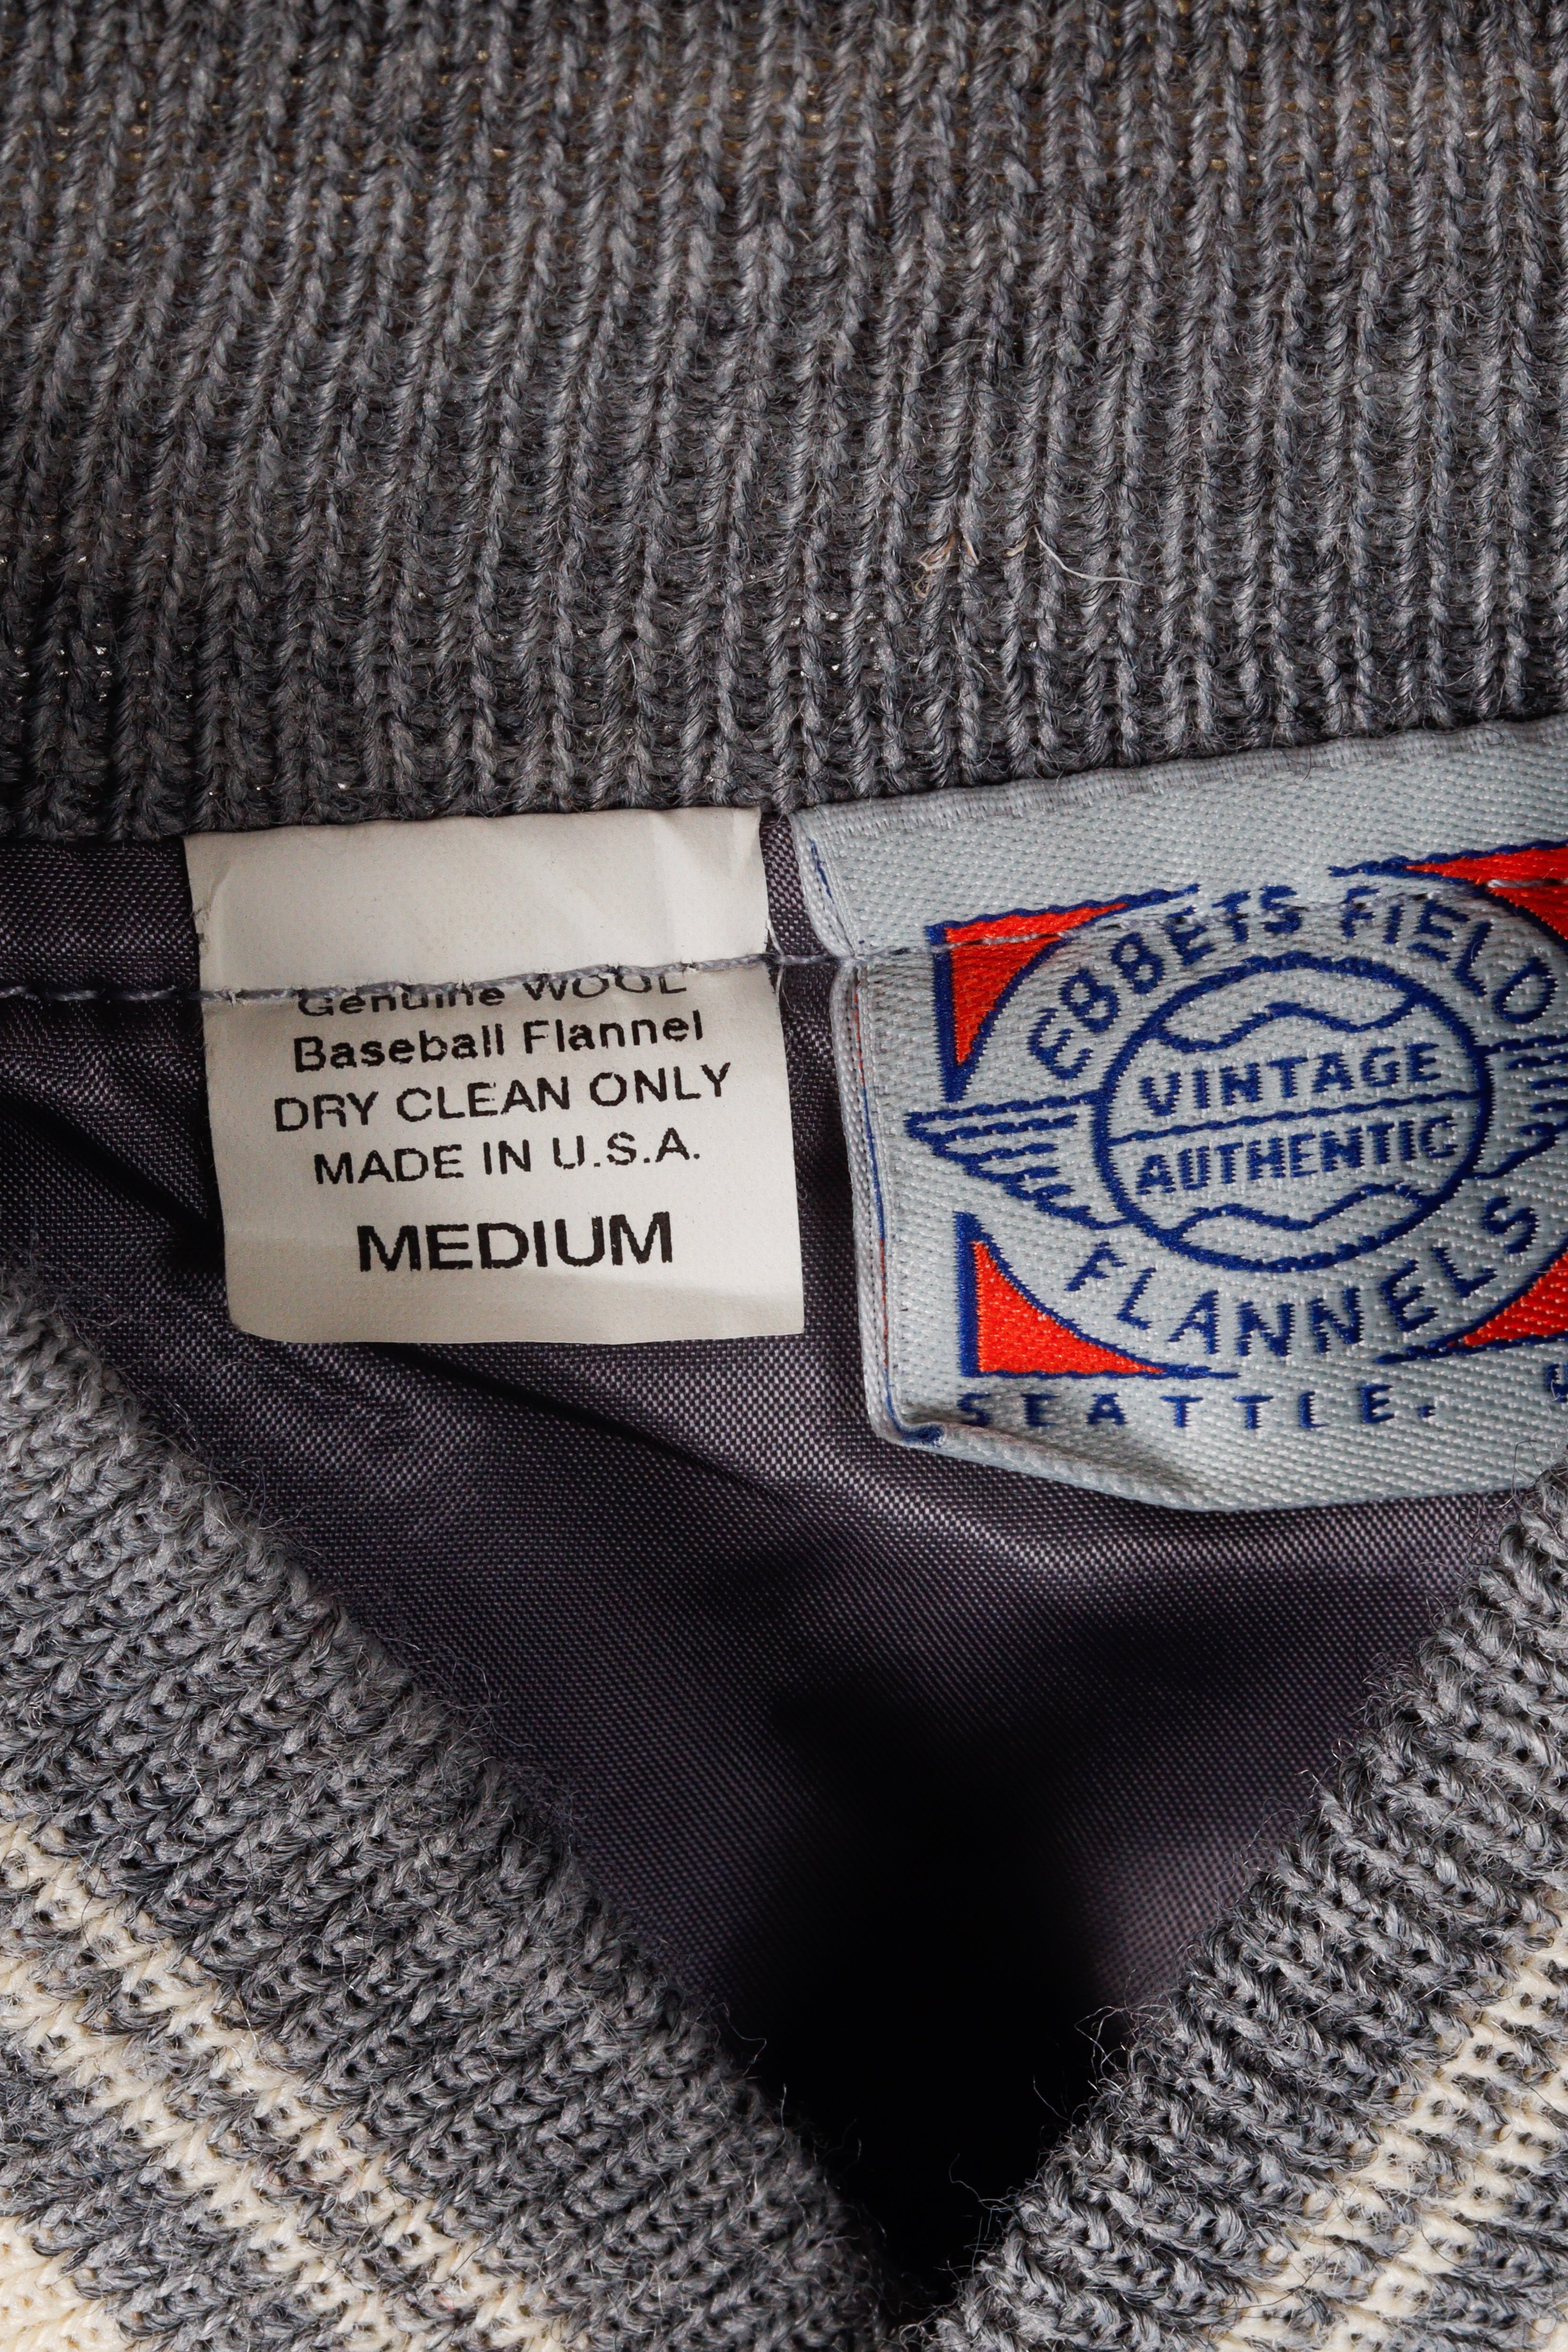 Genuine WOOL
Baseball Flannel
DRY CLEAN ONLY
MADE IN U.S.A.
MEDIUM
EBBETS FIELD
VINTAGE
AUTHENTIC
FLANNELS
SEATTLE.